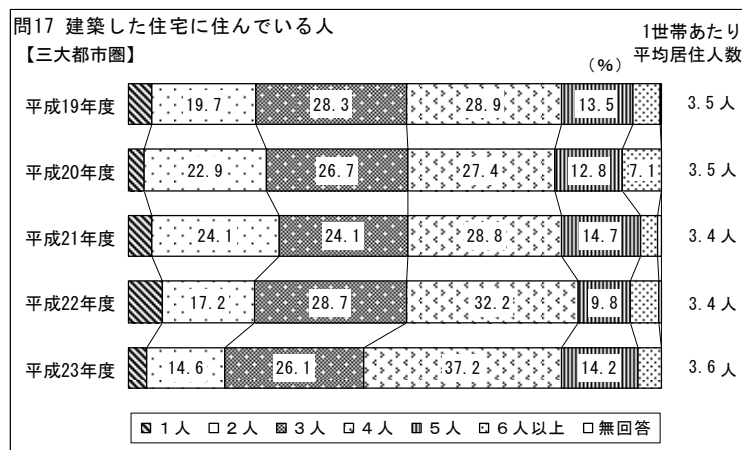 問17 建築した住宅に住んでいる人
【三大都市圏】
1世帯あたり
平均居住人数
(%)
平成19年度 19.7 28.3 28.9 13.5 3.5人
平成20年度 22.9 26.7 27.4 12.8 7.1 3.5人
平成21年度 24.1 24.1 28.8 14.7 3.4人
平成22年度 17.2 28.7 32.2 9.8 3.4人
平成23年度 14.6 26.1 37.2 14.2 3.6人
1人 2人 3人 4人 5人 6人以上 無回答